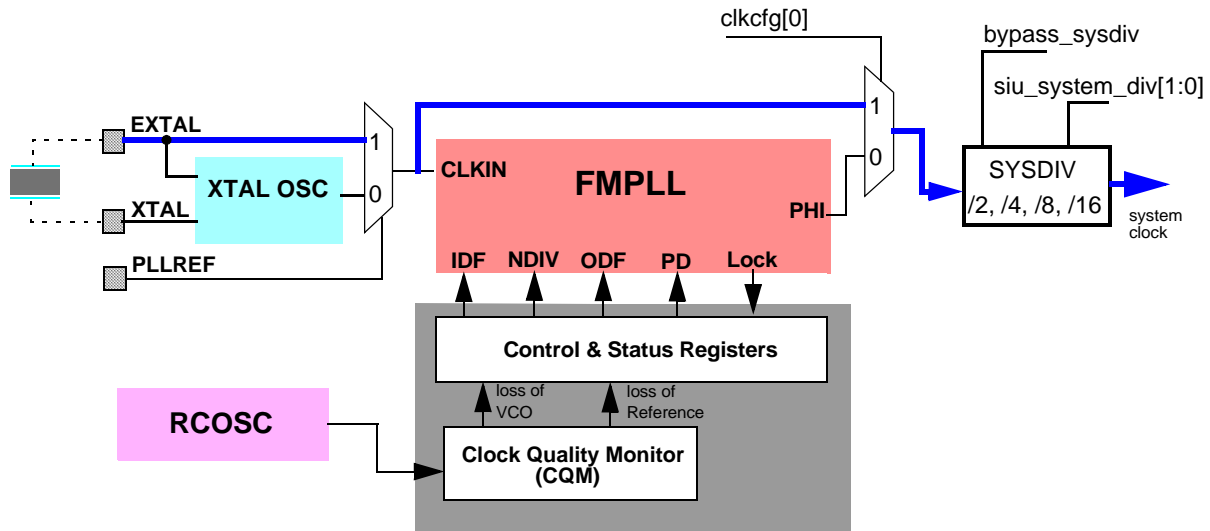 clkcfg[0]
bypass_sysdiv
siu_system_div[1:0]
EXTAL
1
1
XTAL OSC
0
CLKIN
FMPLL
0
SYSDIV
/2, /4, /8, /16
system
clock
XTAL
PHI
PLLREF
IDF NDIV ODF PD Lock
Control & Status Registers
loss of
VCO
loss of
Reference
RCOSC
Clock Quality Monitor
(CQM)